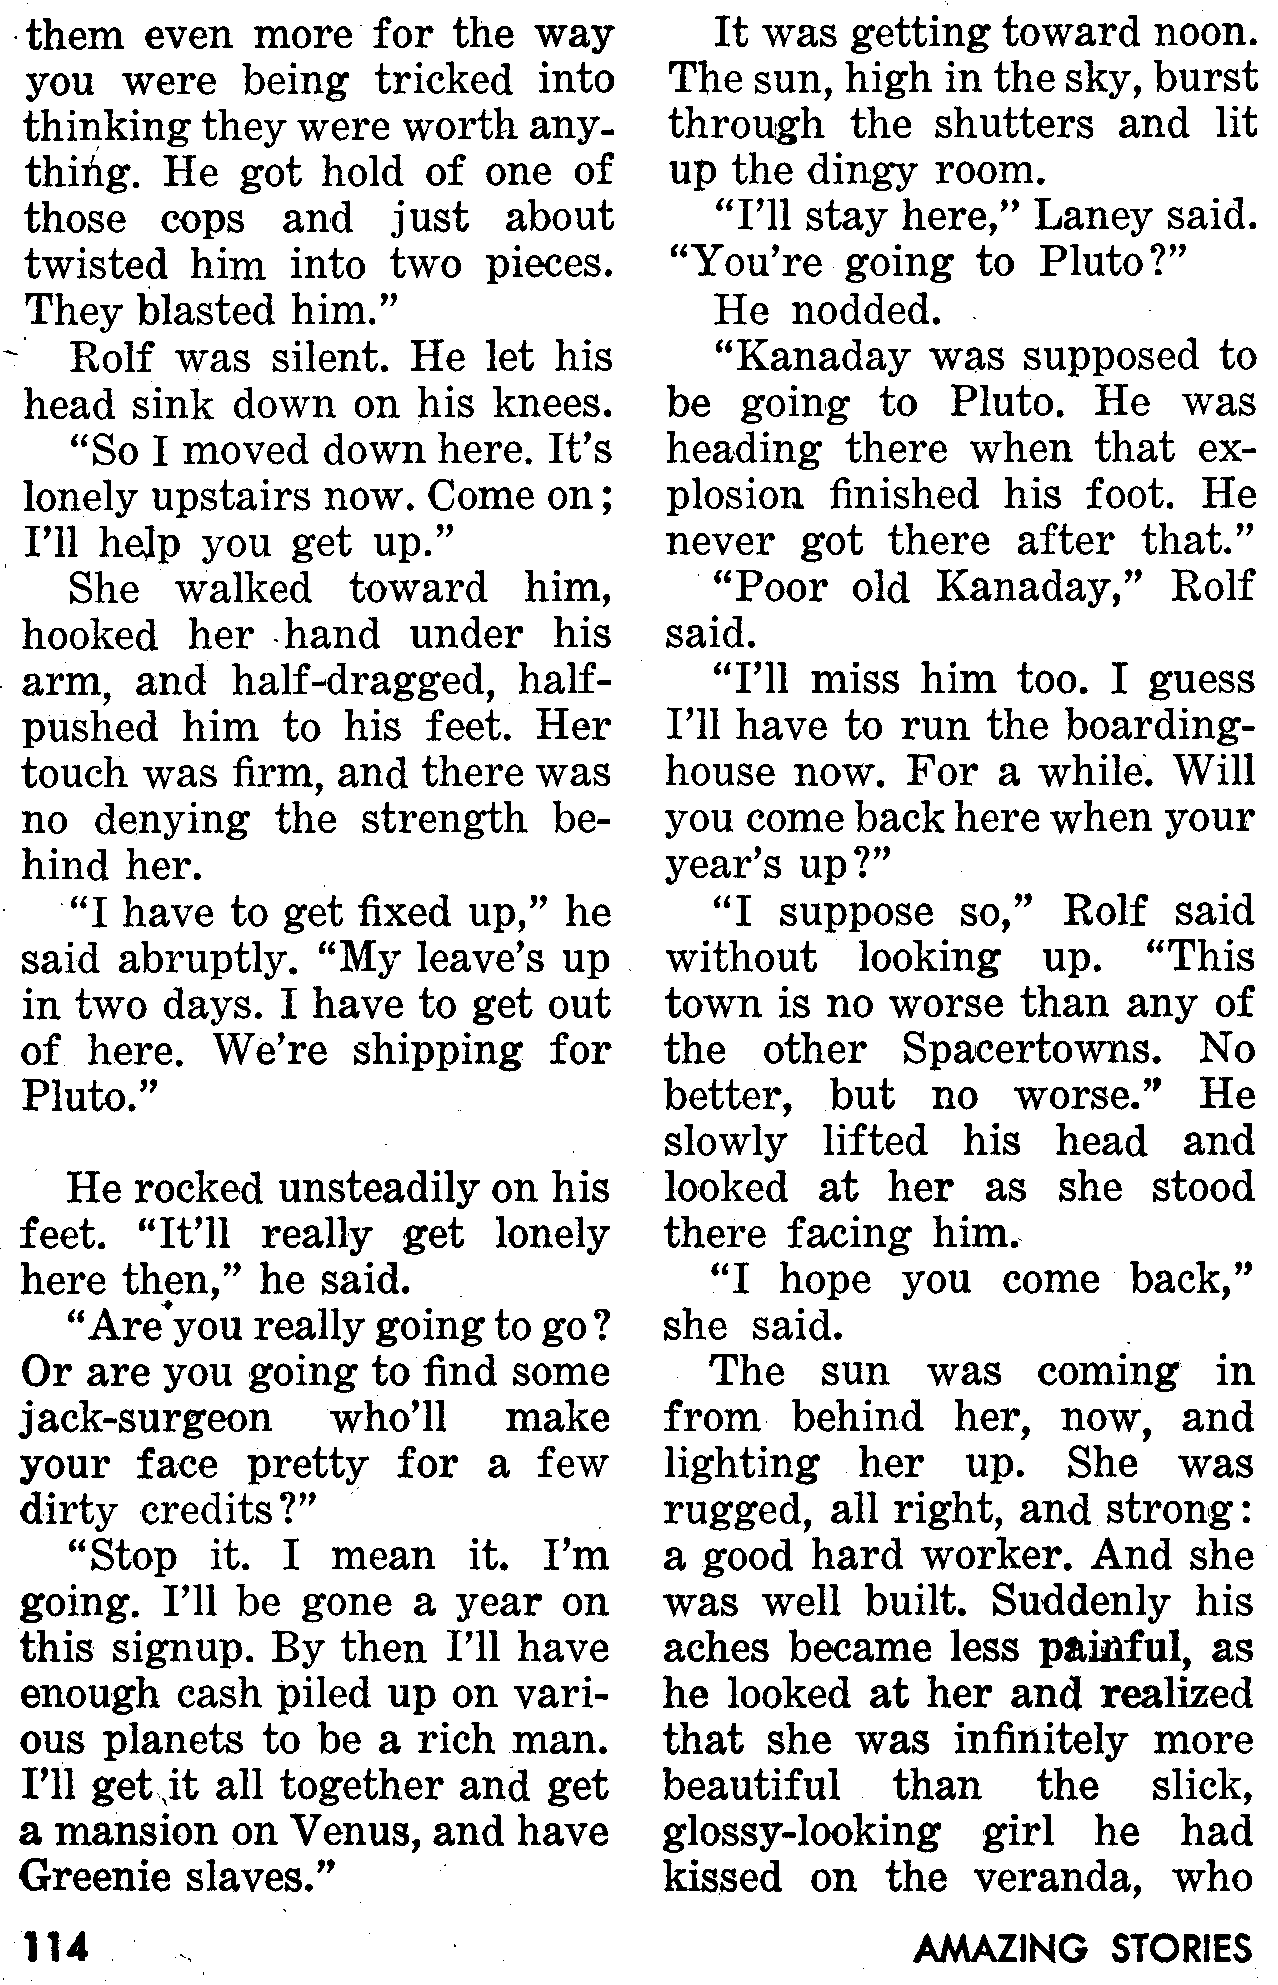 them even more for the way
you were being tricked into
thinking they were worth any-
thing. He got hold of one of
those cops and just about
twisted him into two pieces.
They blasted him.”
Rolf was silent. He let his
head sink down on his knees.
“So I moved down here. It’s
lonely upstairs now. Come on;
I’ll help you get up.”
She walked toward him,
hooked her hand under his
arm, and half-dragged, half-
pushed him to his feet. Her
touch was firm, and there was
no denying the strength be-
hind her.
“I have to get fixed up,” he
said abruptly. “My leave’s up
in two days. I have to get out
of here. We’re shipping for
Pluto.”
He rocked unsteadily on his
feet. “It’ll really get lonely
here then,” he said.
“Are you really going to go?
Or are you going to find some
jack-surgeon who’ll make
your face pretty for a few
dirty credits?”
“Stop it. I mean it. I’m
going. I’ll be gone a year on
this signup. By then I’ll have
enough cash piled up on vari-
ous planets to be a rich man.
I’ll get it all together and get
a mansion on Venus, and have
Greenie slaves.”
It was getting toward noon.
The sun, high in the sky, burst
through the shutters and lit
up the dingy room.
“I’ll stay here,” Laney said.
“You’re going to Pluto?”
He nodded.
“Kanaday was supposed to
be going to Pluto. He was
heading there when that ex-
plosion finished his foot. He
never got there after that.”
“Poor old Kanaday,” Rolf
said.
“I’ll miss him too. I guess
I’ll have to run the boarding-
house now. For a while. Will
you come back here when your
year’s up?”
“I suppose so,” Rolf said
without looking up. “This
town is no worse than any of
the other Spacertowns. No
better, but no worse.” He
slowly lifted his head and
looked at her as she stood
there facing him.
“I hope you come back,”
she said.
The sun was coming in
from behind her, now, and
lighting her up. She was
rugged, all right, and strong:
a good hard worker. And she
was well built. Suddenly his
aches became less painful, as
he looked at her and realized
that she was infinitely more
beautiful than the slick,
glossy-looking girl he had
kissed on the veranda, who
114
AMAZING STORIES